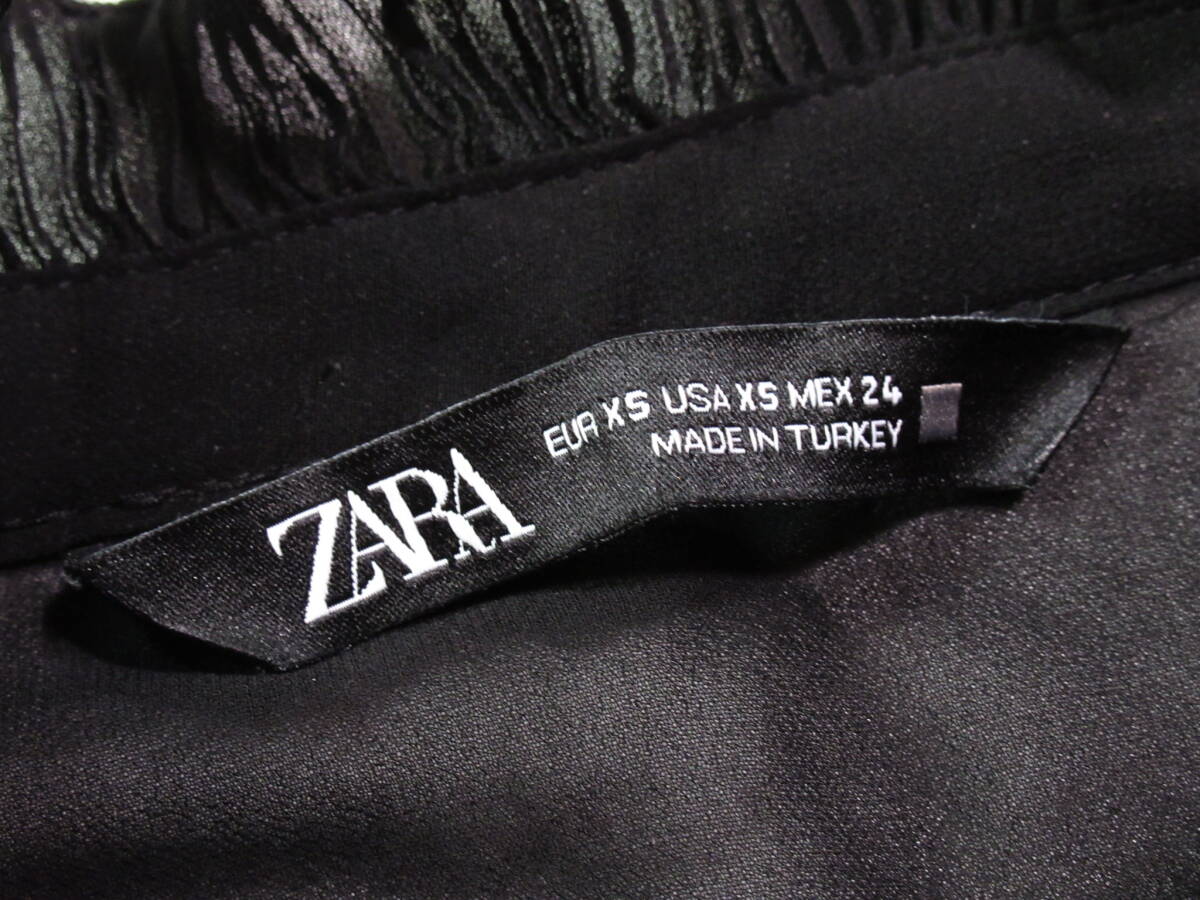 ZARA
EUR XS USA XS MEX 24
MADE IN TURKEY